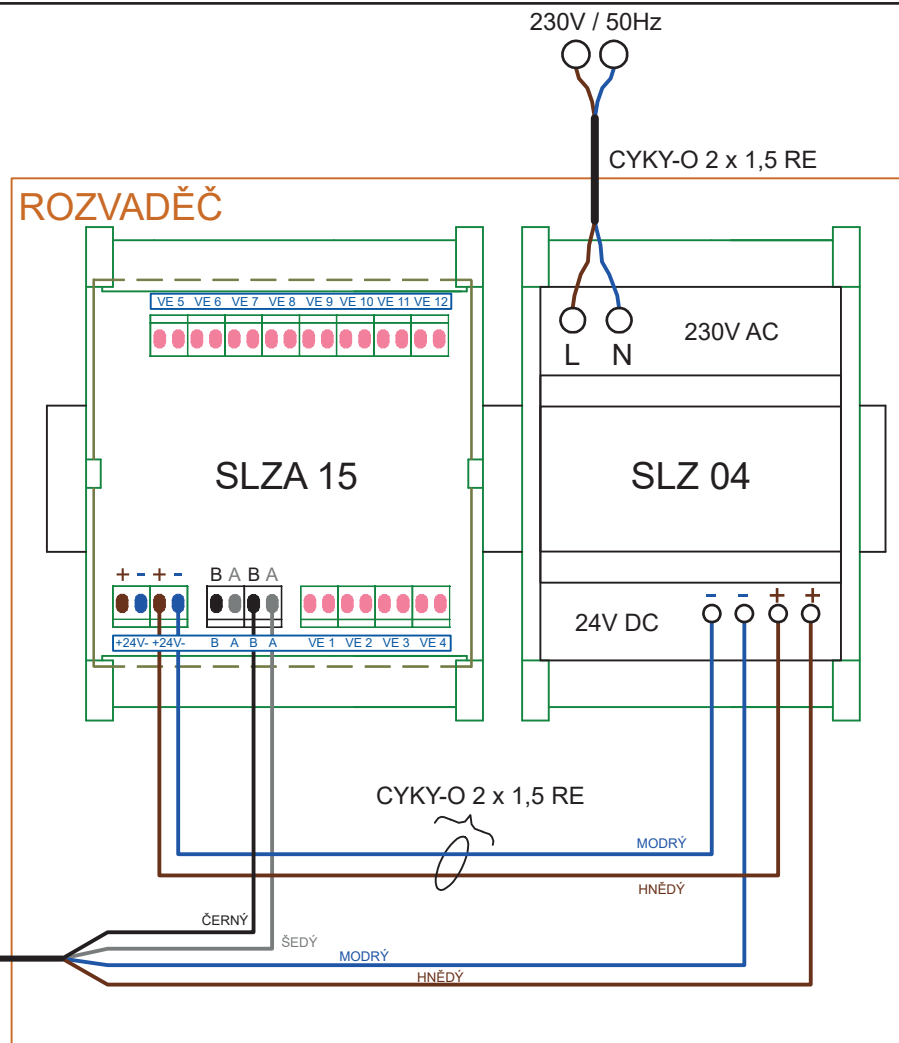 230V / 50Hz
CYKY-O 2 x 1,5 RE
ROZVADĚČ
VE 5 VE 6 VE 7 VE 8 VE 9 VE 10 VE 11 VE 12
L N
230V AC
SLZA 15
SLZ 04
+ - + -
B A B A
- - + +
24V DC
+24V- +24V- B A B A VE 1 VE 2 VE 3 VE 4
CYKY-O 2 x 1,5 RE
MODRÝ
HNĚDÝ
ČERNÝ
ŠEDÝ
MODRÝ
HNĚDÝ